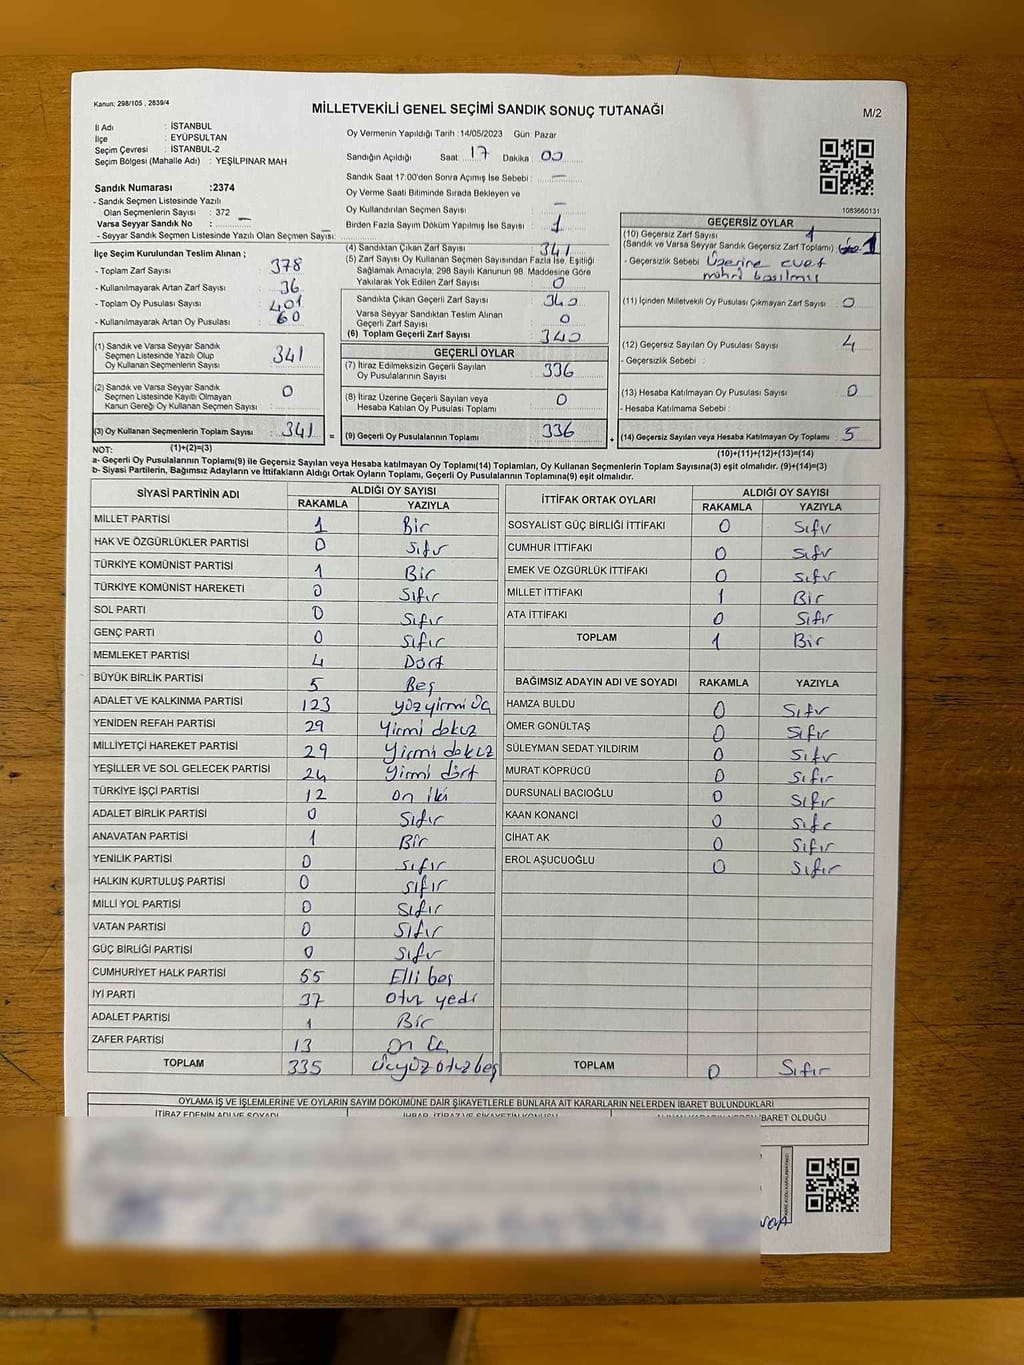 Kanun; 298/105 , 2839/4
MİLLETVEKİLİ GENEL SEÇİMİ SANDIK SONUÇ TUTANAĞI
M/2
İl Adı : İSTANBUL
İlçe : EYÜPSULTAN
Seçim Çevresi : İSTANBUL-2
Seçim Bölgesi (Mahalle Adı) : YEŞİLPINAR MAH
Sandık Numarası :2374
- Sandık Seçmen Listesinde Yazılı
Olan Seçmenlerin Sayısı : 372
Varsa Seyyar Sandık No : —
- Seyyar Sandık Seçmen Listesinde Yazılı Olan Seçmen Sayısı: —
Oy Vermenin Yapıldığı Tarih :14/05/2023 Gün: Pazar
Sandığın Açıldığı Saat: 17 Dakika: 00
Sandık Saat 17:00'den Sonra Açımış İse Sebebi : —
Oy Verme Saati Bitiminde Sırada Bekleyen ve
Oy Kullandırılan Seçmen Sayısı : —
Birden Fazla Sayım Döküm Yapılmış İse Sayısı : 1
1083660131
İlçe Seçim Kurulundan Teslim Alınan ;
- Toplam Zarf Sayısı : 378
- Kullanılmayarak Artan Zarf Sayısı : 36
- Toplam Oy Pusulası Sayısı : 401
- Kullanılmayarak Artan Oy Pusulası : 60
(1) Sandık ve Varsa Seyyar Sandık
Seçmen Listesinde Yazılı Olup
Oy Kullanan Seçmenlerin Sayısı : 341
(2) Sandık ve Varsa Seyyar Sandık
Seçmen Listesinde Kayıtlı Olmayan
Kanun Gereği Oy Kullanan Seçmen Sayısı : 0
(3) Oy Kullanan Seçmenlerin Toplam Sayısı : 341 =
(1)+(2)=(3)
(4) Sandıktan Çıkan Zarf Sayısı : 341
(5) Zarf Sayısı Oy Kullanan Seçmen Sayısından Fazla İse, Eşitliği
Sağlamak Amacıyla; 298 Sayılı Kanunun 98. Maddesine Göre
Yakılarak Yok Edilen Zarf Sayısı : 0
Sandıkta Çıkan Geçerli Zarf Sayısı : 340
Varsa Seyyar Sandıktan Teslim Alınan
Geçerli Zarf Sayısı : 0
(6) Toplam Geçerli Zarf Sayısı : 340
GEÇERLİ OYLAR
(7) İtiraz Edilmeksizin Geçerli Sayılan
Oy Pusulalarının Sayısı : 336
(8) İtiraz Üzerine Geçerli Sayılan veya
Hesaba Katılan Oy Pusulası Toplamı : 0
(9) Geçerli Oy Pusulalarının Toplamı : 336 +
GEÇERSİZ OYLAR
(10) Geçersiz Zarf Sayısı 1
(Sandık ve Varsa Seyyar Sandık Geçersiz Zarf Toplamı) : 1
- Geçersizlik Sebebi : üzerine evet
mührü basılmış
(11) İçinden Milletvekili Oy Pusulası Çıkmayan Zarf Sayısı : 0
(12) Geçersiz Sayılan Oy Pusulası Sayısı : 4
- Geçersizlik Sebebi :
(13) Hesaba Katılmayan Oy Pusulası Sayısı : 0
- Hesaba Katılmama Sebebi :
(14) Geçersiz Sayılan veya Hesaba Katılmayan Oy Toplamı : 5
(10)+(11)+(12)+(13)=(14)
NOT:
a- Geçerli Oy Pusulalarının Toplamı(9) ile Geçersiz Sayılan veya Hesaba katılmayan Oy Toplamı(14) Toplamları, Oy Kullanan Seçmenlerin Toplam Sayısına(3) eşit olmalıdır. (9)+(14)=(3)
b- Siyasi Partilerin, Bağımsız Adayların ve İttifakların Aldığı Ortak Oyların Toplamı, Geçerli Oy Pusulalarının Toplamına(9) eşit olmalıdır.
SİYASİ PARTİNİN ADI ALDIĞI OY SAYISI
RAKAMLA YAZIYLA
MİLLET PARTİSİ 1 Bir
HAK VE ÖZGÜRLÜKLER PARTİSİ 0 Sıfır
TÜRKİYE KOMÜNİST PARTİSİ 1 Bir
TÜRKİYE KOMÜNİST HAREKETİ 0 Sıfır
SOL PARTİ 0 Sıfır
GENÇ PARTİ 0 Sıfır
MEMLEKET PARTİSİ 4 Dört
BÜYÜK BİRLİK PARTİSİ 5 Beş
ADALET VE KALKINMA PARTİSİ 123 yüzyirmi üç
YENİDEN REFAH PARTİSİ 29 Yirmi dokuz
MİLLİYETÇİ HAREKET PARTİSİ 29 Yirmi dokuz
YEŞİLLER VE SOL GELECEK PARTİSİ 24 Yirmi dört
TÜRKİYE İŞÇİ PARTİSİ 12 On iki
ADALET BİRLİK PARTİSİ 0 Sıfır
ANAVATAN PARTİSİ 1 Bir
YENİLİK PARTİSİ 0 Sıfır
HALKIN KURTULUŞ PARTİSİ 0 Sıfır
MİLLİ YOL PARTİSİ 0 Sıfır
VATAN PARTİSİ 0 Sıfır
GÜÇ BİRLİĞİ PARTİSİ 0 Sıfır
CUMHURİYET HALK PARTİSİ 55 Elli beş
İYİ PARTİ 37 Otuz yedi
ADALET PARTİSİ 1 Bir
ZAFER PARTİSİ 13 On üç
TOPLAM 335 Üçyüzotuzbeş
İTTİFAK ORTAK OYLARI ALDIĞI OY SAYISI
RAKAMLA YAZIYLA
SOSYALİST GÜÇ BİRLİĞİ İTTİFAKI 0 Sıfır
CUMHUR İTTİFAKI 0 Sıfır
EMEK VE ÖZGÜRLÜK İTTİFAKI 0 Sıfır
MİLLET İTTİFAKI 1 Bir
ATA İTTİFAKI 0 Sıfır
TOPLAM 1 Bir
BAĞIMSIZ ADAYIN ADI VE SOYADI RAKAMLA YAZIYLA
HAMZA BULDU 0 Sıfır
ÖMER GÖNÜLTAŞ 0 Sıfır
SÜLEYMAN SEDAT YILDIRIM 0 Sıfır
MURAT KÖPRÜCÜ 0 Sıfır
DURSUNALİ BACIOĞLU 0 Sıfır
KAAN KONANCİ 0 Sıfır
CİHAT AK 0 Sıfır
EROL AŞUCUOĞLU 0 Sıfır
TOPLAM 0 Sıfır
OYLAMA İŞ VE İŞLEMLERİNE VE OYLARIN SAYIM DÖKÜMÜNE DAİR ŞİKAYETLERLE BUNLARA AİT KARARLARIN NELERDEN İBARET BULUNDUKLARI
İTİRAZ EDENİN ADI VE SOYADI İHBAR, İTİRAZ VE ŞİKAYETİN KONUSU ALINAN KARARIN NEDEN İBARET OLDUĞU